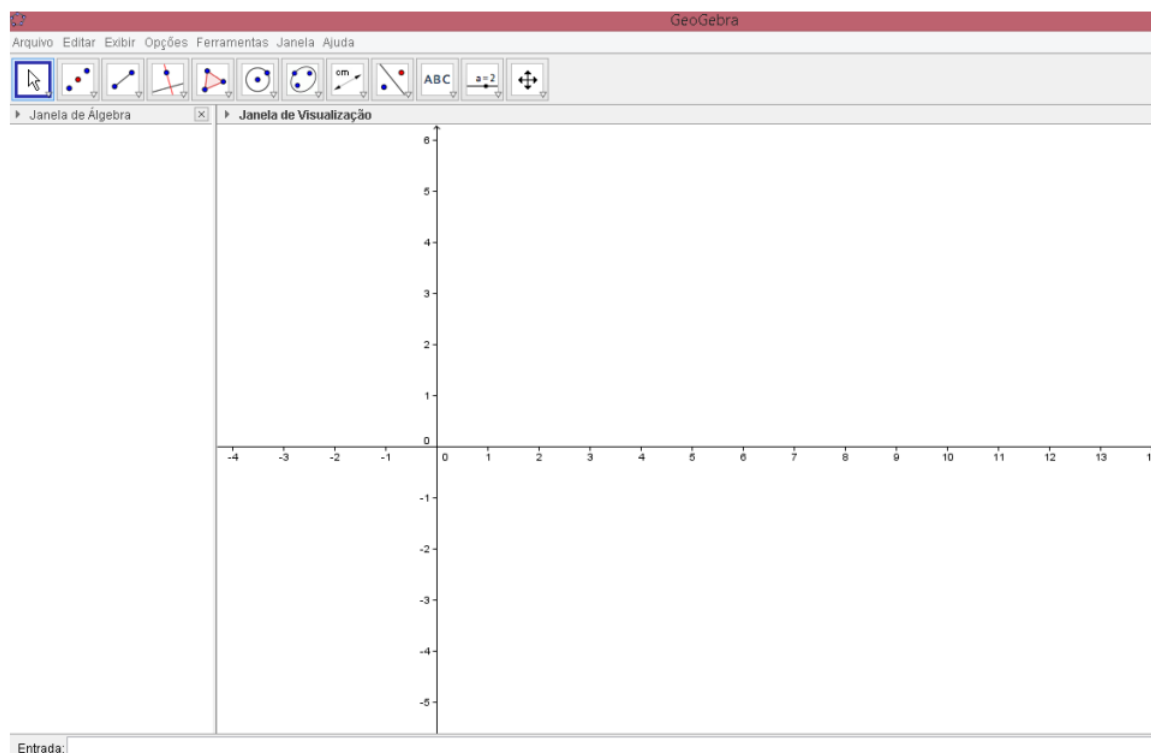 GeoGebra
Arquivo Editar Exibir Opções Ferramentas Janela Ajuda
cm ABC a=2
Janela de Álgebra Janela de Visualização
6
5
4
3
2
1
0
-4 -3 -2 -1 0 1 2 3 4 5 6 7 8 9 10 11 12 13
-1
-2
-3
-4
-5
Entrada: